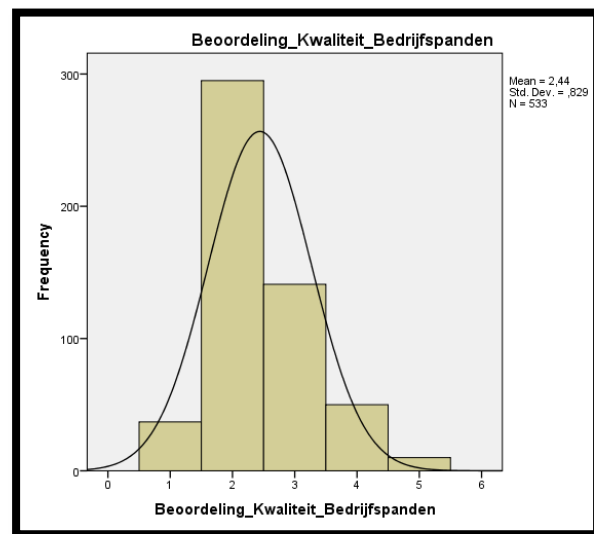 Beoordeling_Kwaliteit_Bedrijfspanden
Mean = 2,44
Std. Dev. = ,829
N = 533
Frequency
300
200
100
0
0 1 2 3 4 5 6
Beoordeling_Kwaliteit_Bedrijfspanden